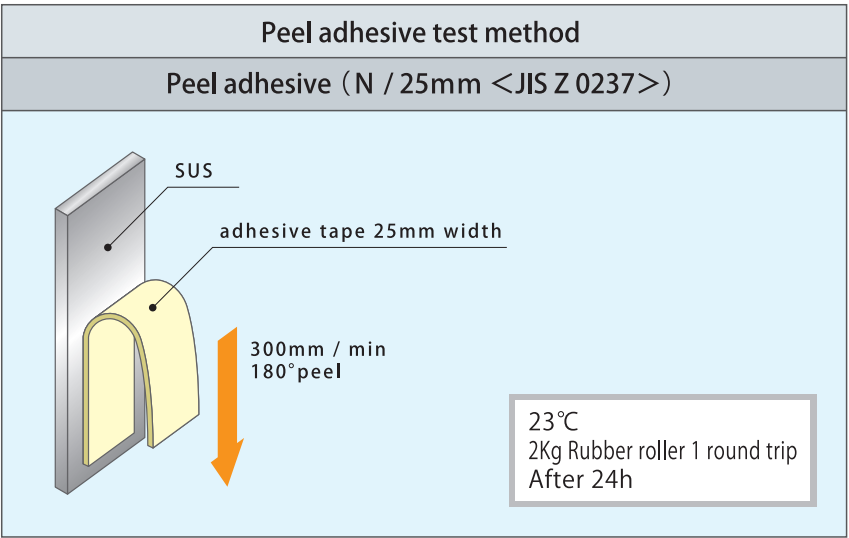 Peel adhesive test method
Peel adhesive（N / 25mm ＜JIS Z 0237＞）
SUS
adhesive tape 25mm width
300mm / min
180°peel
23℃
2Kg Rubber roller 1 round trip
After 24h